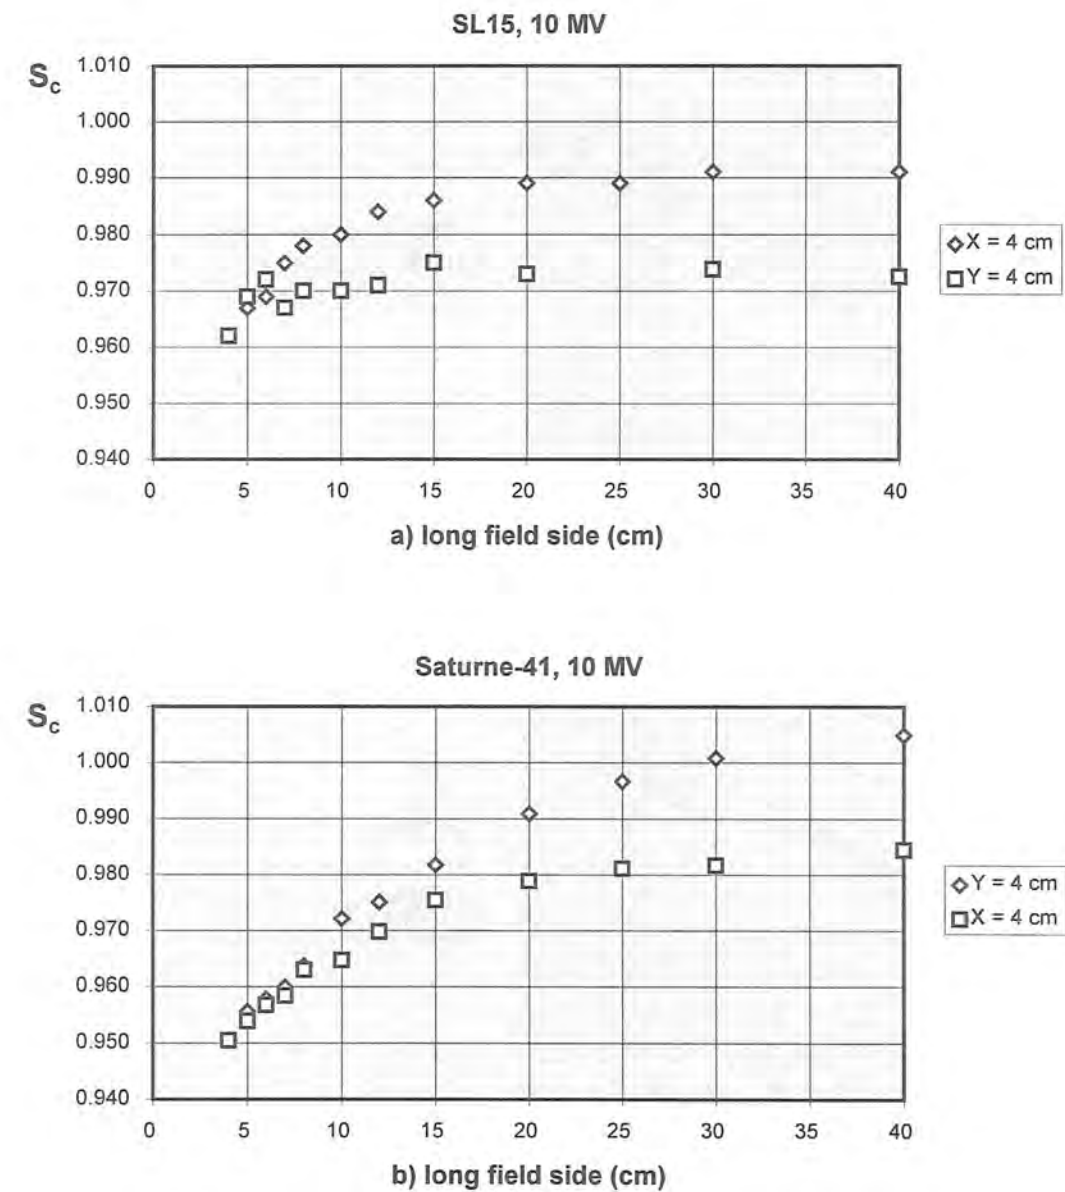 SL15, 10 MV
Sc
1.010
1.000
0.990
0.980
0.970
0.960
0.950
0.940
0 5 10 15 20 25 30 35 40
X = 4 cm
Y = 4 cm
a) long field side (cm)
Saturne-41, 10 MV
Sc
1.010
1.000
0.990
0.980
0.970
0.960
0.950
0.940
0 5 10 15 20 25 30 35 40
Y = 4 cm
X = 4 cm
b) long field side (cm)